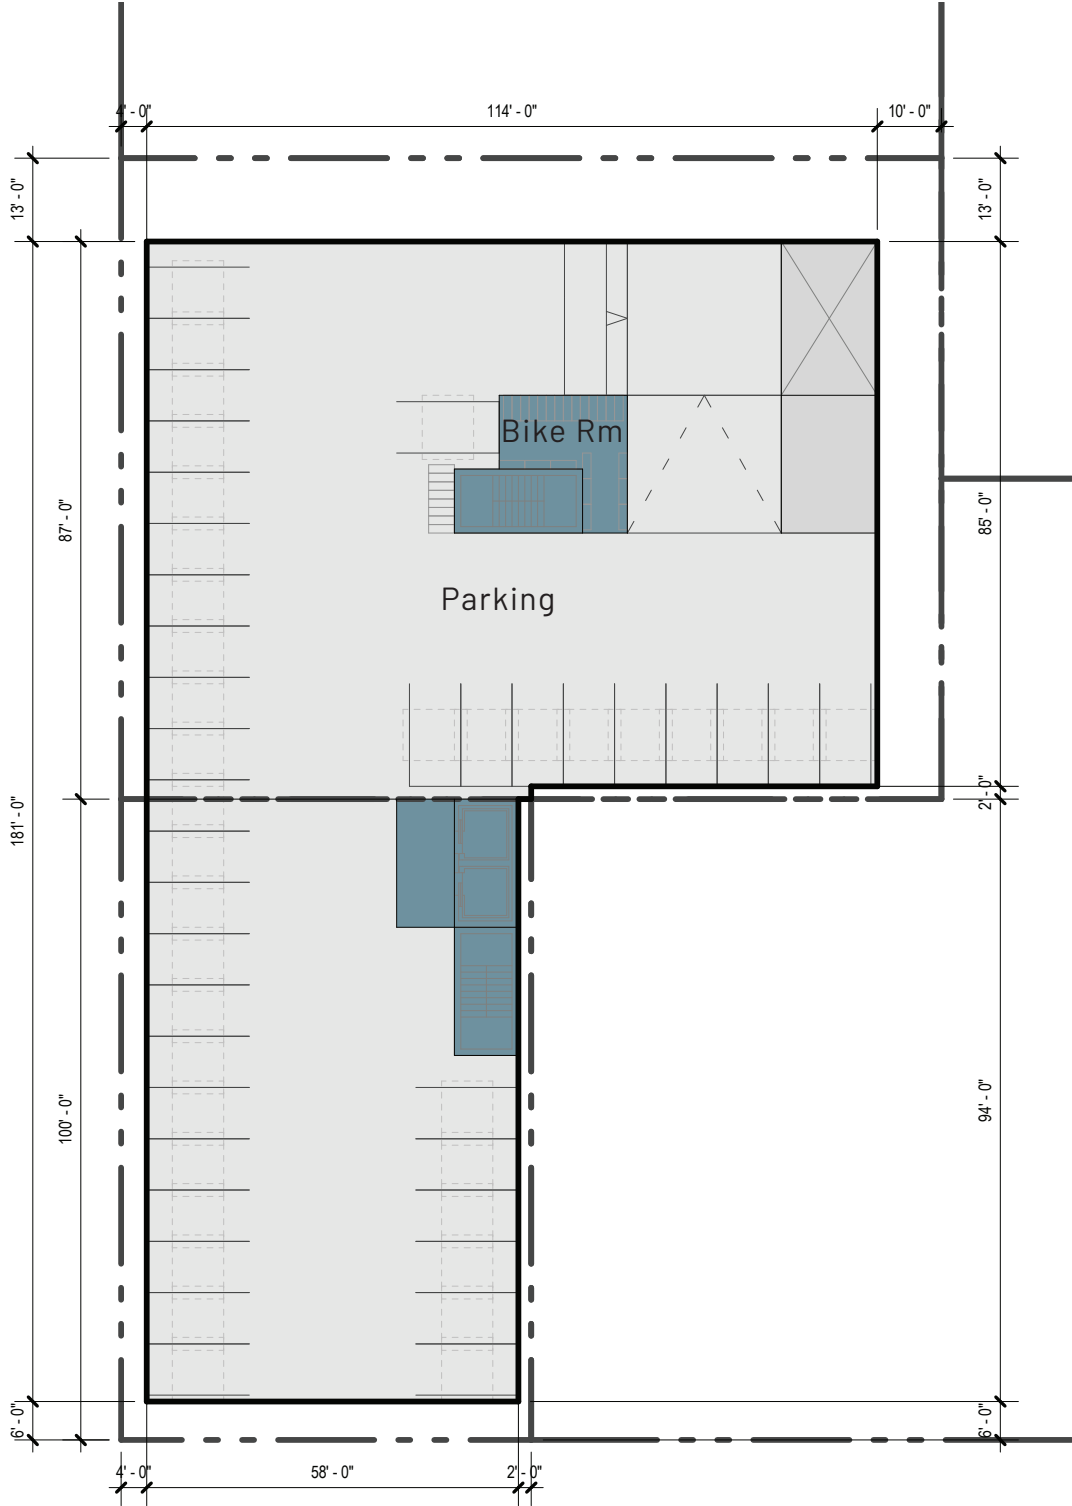 4' - 0"
114' - 0"
10' - 0"
13' - 0"
13' - 0"
Bike Rm
87' - 0"
85' - 0"
Parking
2' - 0"
181' - 0"
100' - 0"
94' - 0"
6' - 0"
6' - 0"
4' - 0"
58' - 0"
2' - 0"